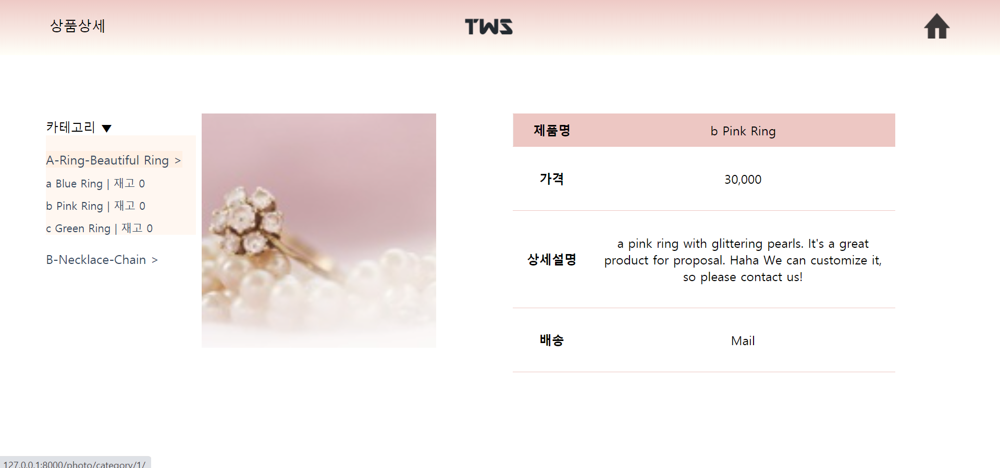 상품상세
TWS
카테고리 ▼
A-Ring-Beautiful Ring >
a Blue Ring | 재고 0
b Pink Ring | 재고 0
c Green Ring | 재고 0
B-Necklace-Chain >
제품명 b Pink Ring
가격 30,000
상세설명 a pink ring with glittering pearls. It's a great
product for proposal. Haha We can customize it,
so please contact us!
배송 Mail
127.0.0.1:8000/photo/category/1/